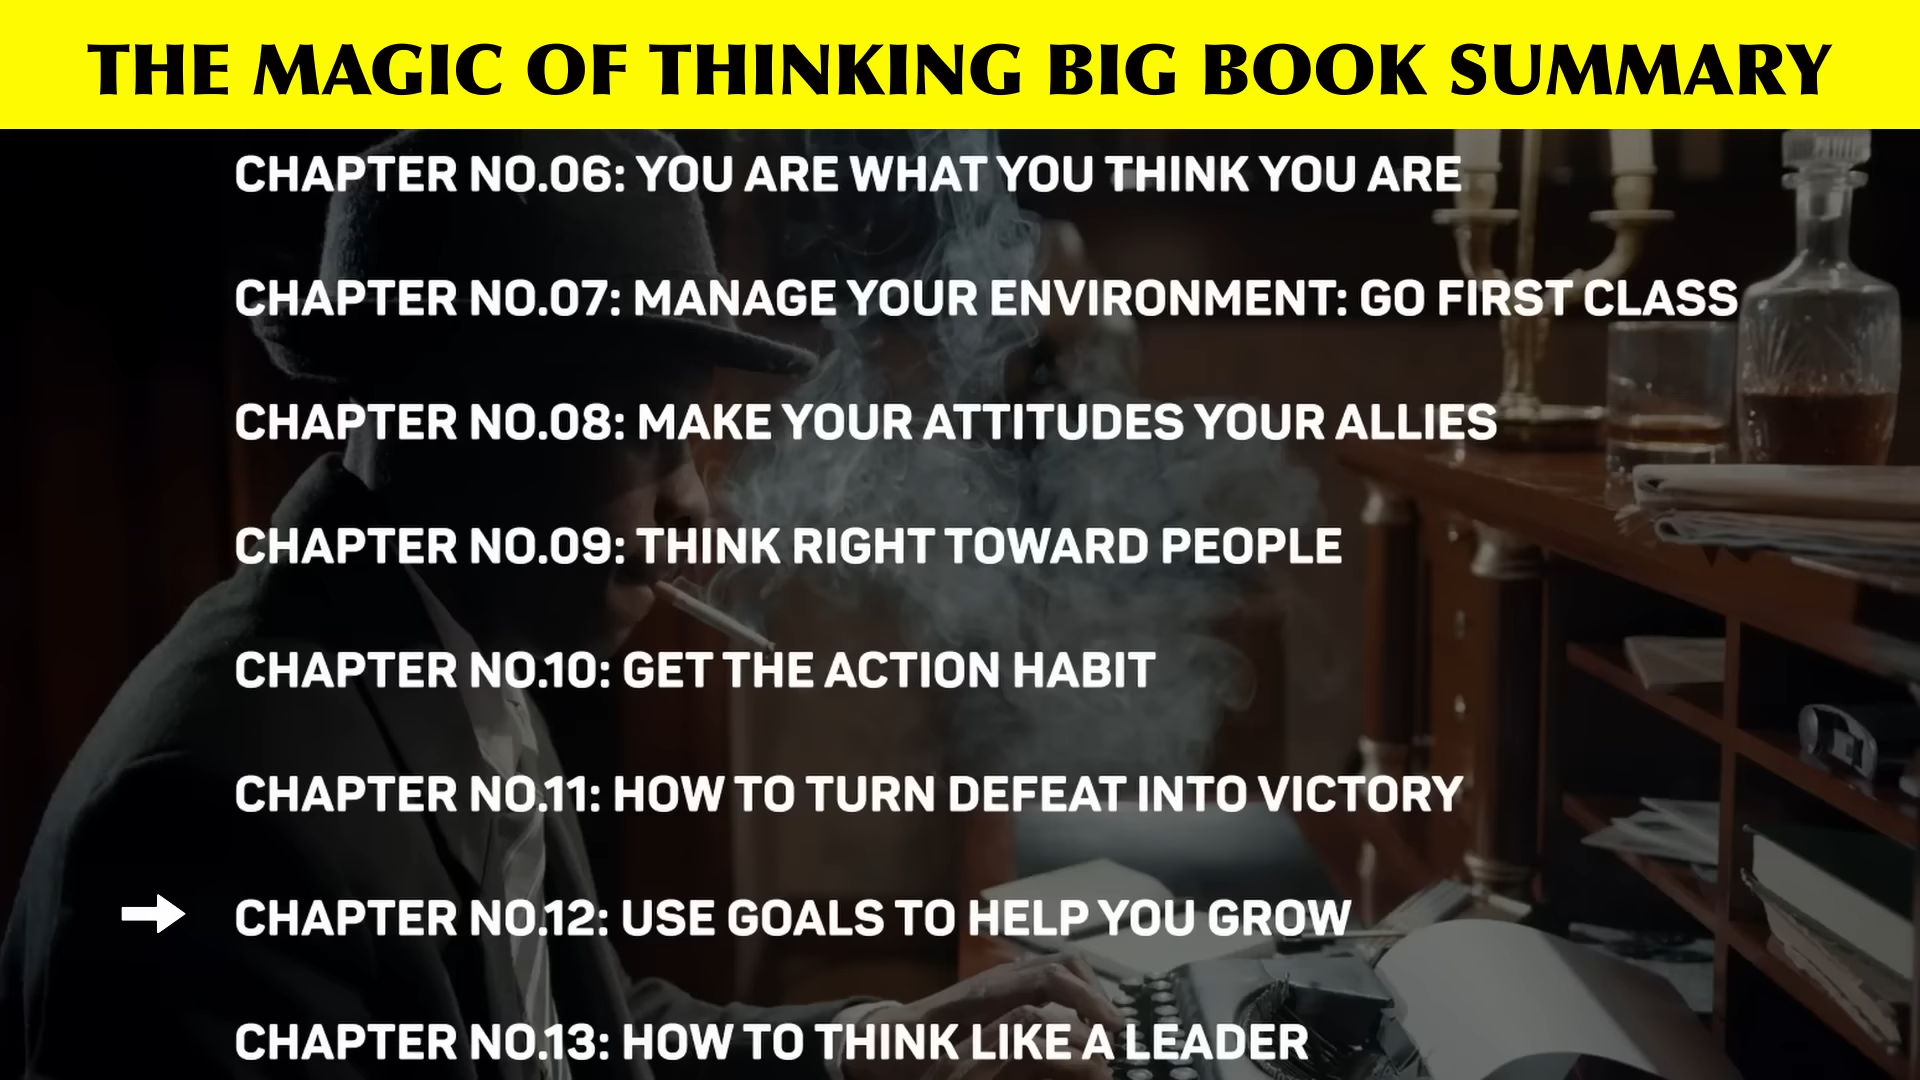 THE MAGIC OF THINKING BIG BOOK SUMMARY
CHAPTER NO.06: YOU ARE WHAT YOU THINK YOU ARE
CHAPTER NO.07: MANAGE YOUR ENVIRONMENT: GO FIRST CLASS
CHAPTER NO.08: MAKE YOUR ATTITUDES YOUR ALLIES
CHAPTER NO.09: THINK RIGHT TOWARD PEOPLE
CHAPTER NO.10: GET THE ACTION HABIT
CHAPTER NO.11: HOW TO TURN DEFEAT INTO VICTORY
CHAPTER NO.12: USE GOALS TO HELP YOU GROW
CHAPTER NO.13: HOW TO THINK LIKE A LEADER